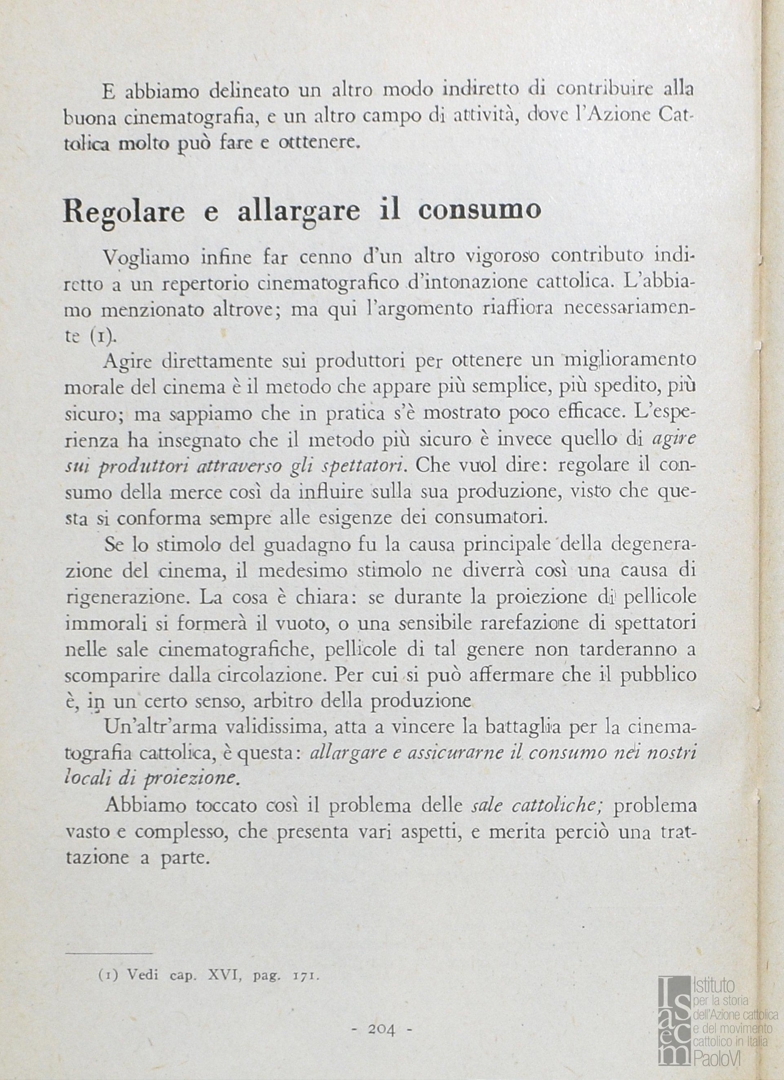 E abbiamo delineato un altro modo indiretto di contribuire alla
buona cinematografia, e un altro campo di attività, dove l'Azione Cat-
tolica molto può fare e otttenere.
Regolare e allargare il consumo
Vogliamo infine far cenno d'un altro vigoroso contributo indi-
retto a un repertorio cinematografico d'intonazione cattolica. L'abbia-
mo menzionato altrove; ma qui l'argomento riaffiora necessariamen-
te (1).
Agire direttamente sui produttori per ottenere un miglioramento
morale del cinema è il metodo che appare più semplice, più spedito, più
sicuro; ma sappiamo che in pratica s'è mostrato poco efficace. L'espe-
rienza ha insegnato che il metodo più sicuro è invece quello di agire
sui produttori attraverso gli spettatori. Che vuol dire: regolare il con-
sumo della merce così da influire sulla sua produzione, visto che que-
sta si conforma sempre alle esigenze dei consumatori.
Se lo stimolo del guadagno fu la causa principale della degenera-
zione del cinema, il medesimo stimolo ne diverrà così una causa di
rigenerazione. La cosa è chiara: se durante la proiezione di pellicole
immorali si formerà il vuoto, o una sensibile rarefazione di spettatori
nelle sale cinematografiche, pellicole di tal genere non tarderanno a
scomparire dalla circolazione. Per cui si può affermare che il pubblico
è, in un certo senso, arbitro della produzione
Un'altr'arma validissima, atta a vincere la battaglia per la cinema-
tografia cattolica, è questa: allargare e assicurarne il consumo nei nostri
locali di proiezione.
Abbiamo toccato così il problema delle sale cattoliche; problema
vasto e complesso, che presenta vari aspetti, e merita perciò una trat-
tazione a parte.
(1) Vedi cap. XVI, pag. 171.
- 204 -
Isacem
Istituto
per la storia
dell'Azione cattolica
e del movimento
cattolico in Italia
PaoloVI